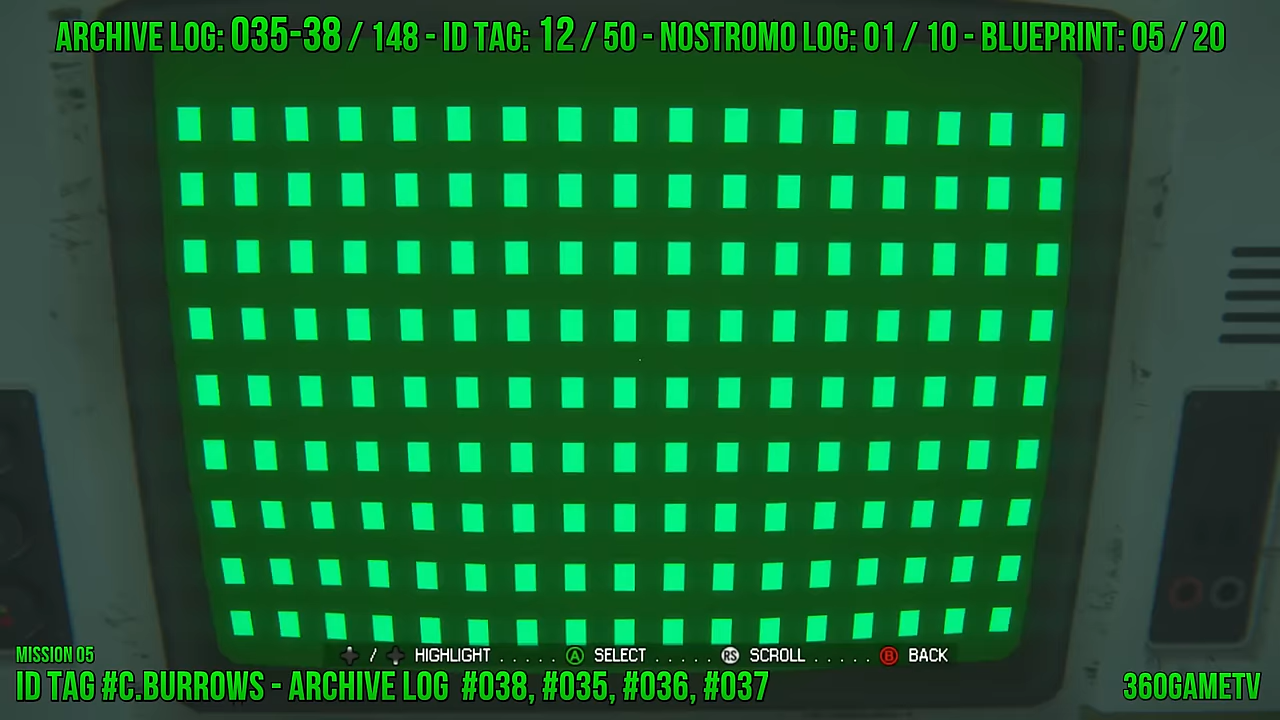 ARCHIVE LOG: 035-38 / 148 - ID TAG: 12 / 50 - NOSTROMO LOG: 01 / 10 - BLUEPRINT: 05 / 20
/ HIGHLIGHT ..... A SELECT ..... RS SCROLL ..... B BACK
MISSION 05
ID TAG #C.BURROWS - ARCHIVE LOG #038, #035, #036, #037
360GAMETV